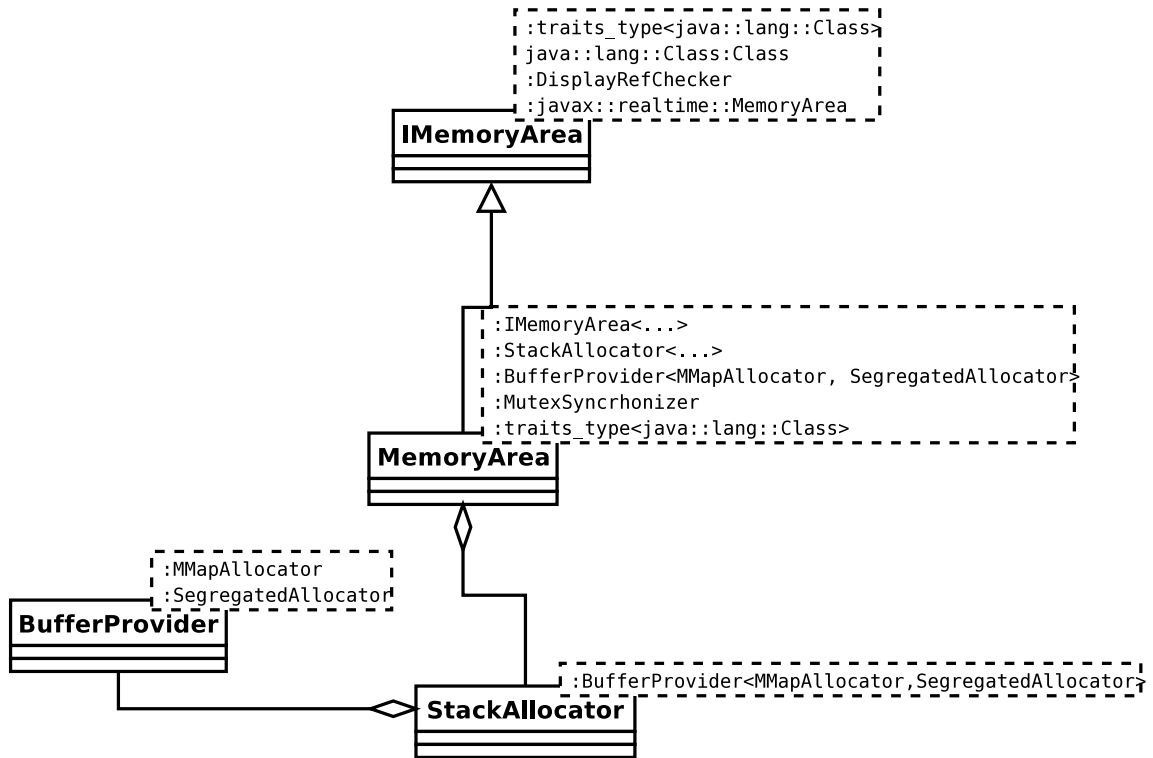 :traits_type<java::lang::Class>
java::lang::Class:Class
:DisplayRefChecker
:javax::realtime::MemoryArea
IMemoryArea
:IMemoryArea<...>
:StackAllocator<...>
:BufferProvider<MMapAllocator, SegregatedAllocator>
:MutexSyncrhonizer
:traits_type<java::lang::Class>
MemoryArea
:MMapAllocator
:SegregatedAllocator
BufferProvider
:BufferProvider<MMapAllocator,SegregatedAllocator>
StackAllocator